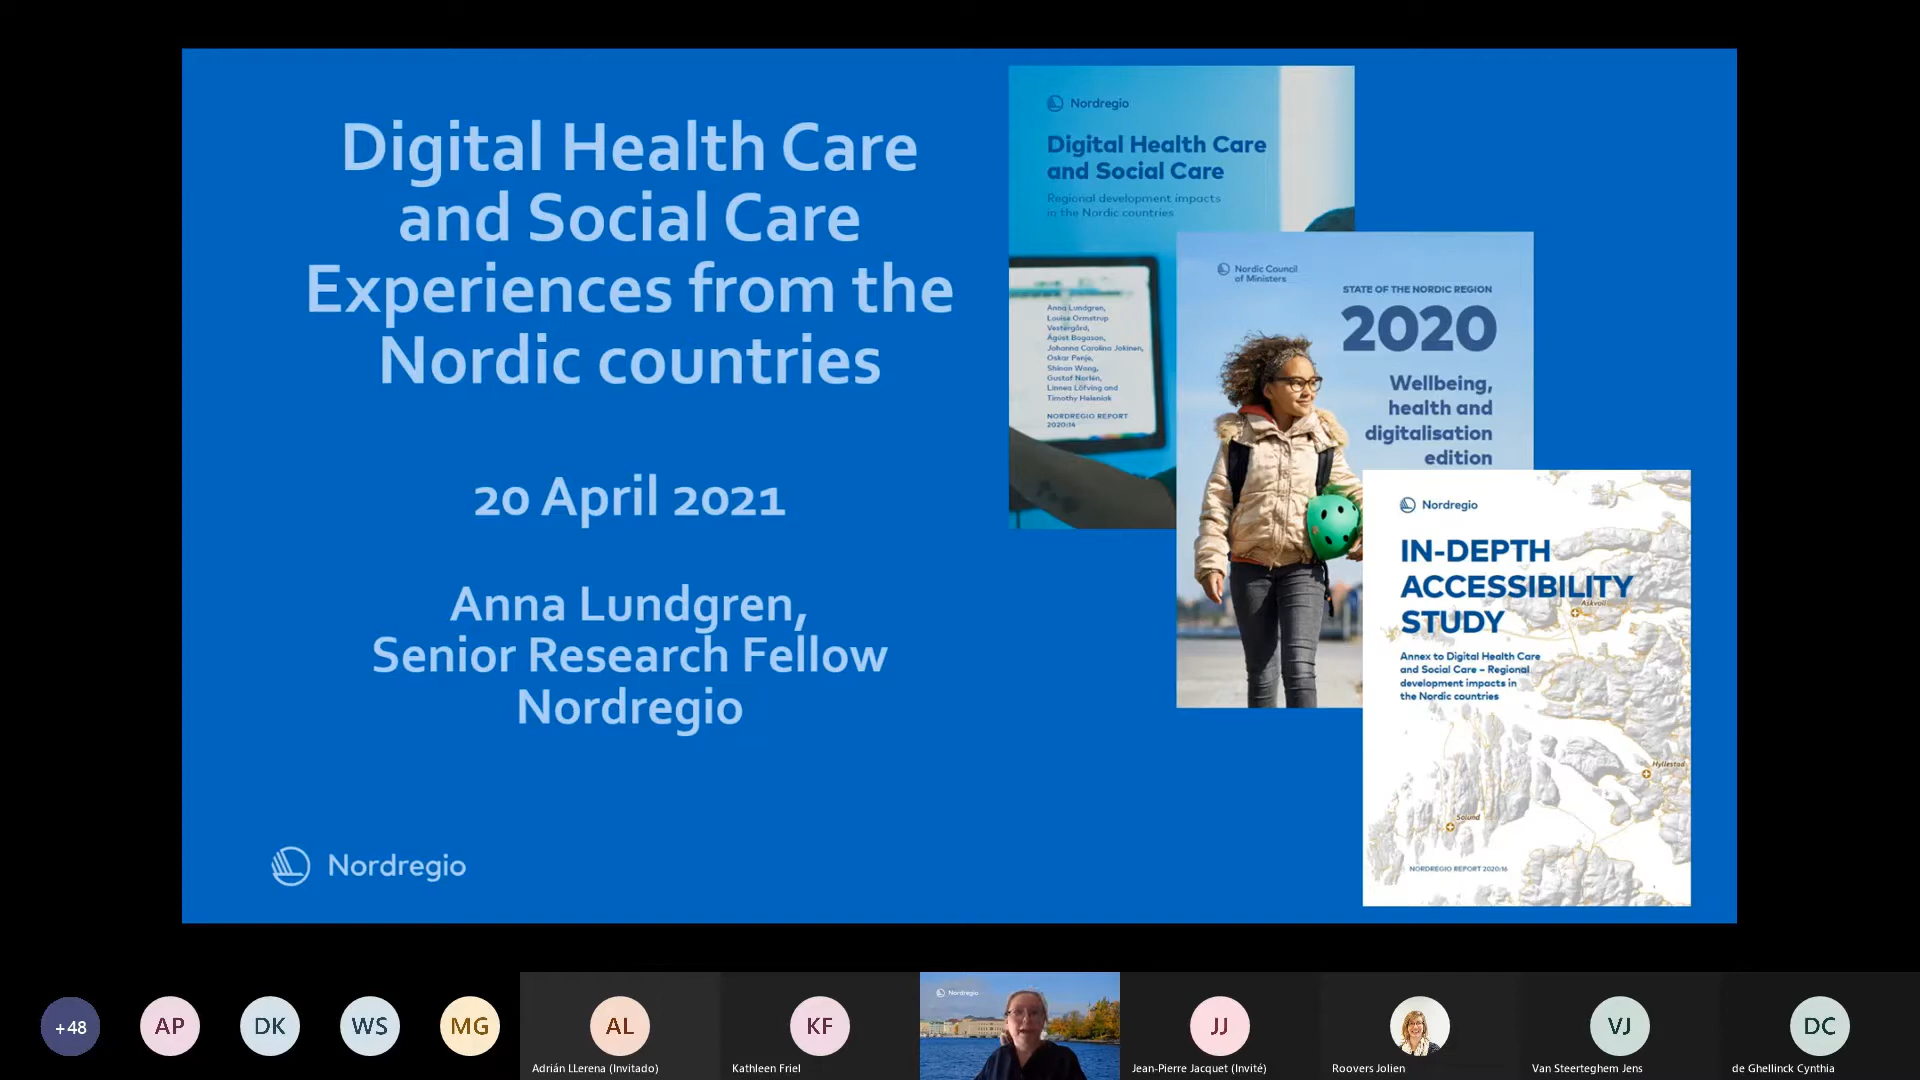 Digital Health Care
and Social Care
Experiences from the
Nordic countries
20 April 2021
Anna Lundgren,
Senior Research Fellow
Nordregio
Nordregio
Nordregio
Digital Health Care
and Social Care
Regional development impacts
in the Nordic countries
Anna Lundgren,
Louise Ormstrup
Vestergård,
Ágúst Bogason,
Johanna Carolina Jokinen,
Oskar Penje,
Shinan Wang,
Gustaf Norlén,
Linnea Löfving and
Timothy Heleniak
NORDREGIO REPORT
2020:14
Nordic Council
of Ministers
STATE OF THE NORDIC REGION
2020
Wellbeing,
health and
digitalisation
edition
Nordregio
IN-DEPTH
ACCESSIBILITY
STUDY
Askvoll
Annex to Digital Health Care
and Social Care – Regional
development impacts in
the Nordic countries
Hyllestad
Solund
NORDREGIO REPORT 2020:16
+48
AP
DK
WS
MG
AL
Adrián LLerena (Invitado)
KF
Kathleen Friel
Nordregio
JJ
Jean-Pierre Jacquet (Invité)
Roovers Jolien
VJ
Van Steerteghem Jens
DC
de Ghellinck Cynthia